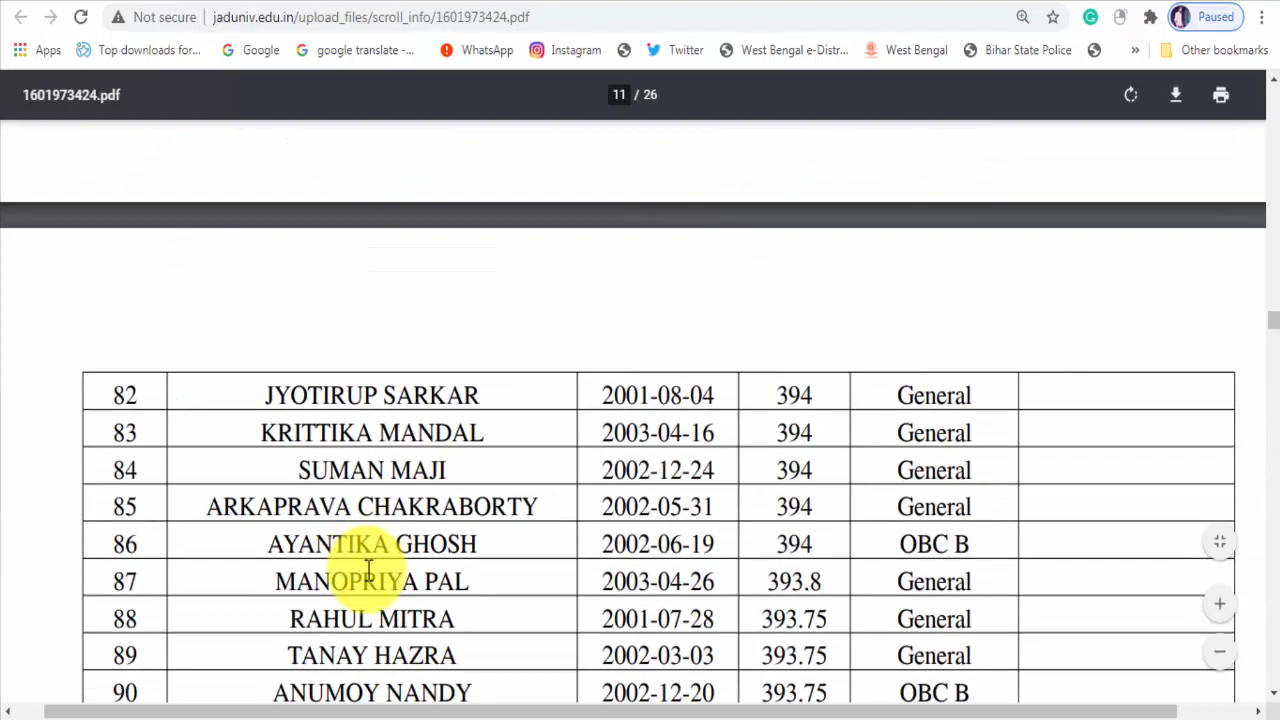 Not secure | jaduniv.edu.in/upload_files/scroll_info/1601973424.pdf Paused
Apps Top downloads for... Google google translate -... WhatsApp Instagram Twitter West Bengal e-Distr... West Bengal Bihar State Police » Other bookmarks
1601973424.pdf 11 / 26
82 JYOTIRUP SARKAR 2001-08-04 394 General
83 KRITTIKA MANDAL 2003-04-16 394 General
84 SUMAN MAJI 2002-12-24 394 General
85 ARKAPRAVA CHAKRABORTY 2002-05-31 394 General
86 AYANTIKA GHOSH 2002-06-19 394 OBC B
87 MANOPRIYA PAL 2003-04-26 393.8 General
88 RAHUL MITRA 2001-07-28 393.75 General
89 TANAY HAZRA 2002-03-03 393.75 General
90 ANUMOY NANDY 2002-12-20 393.75 OBC B